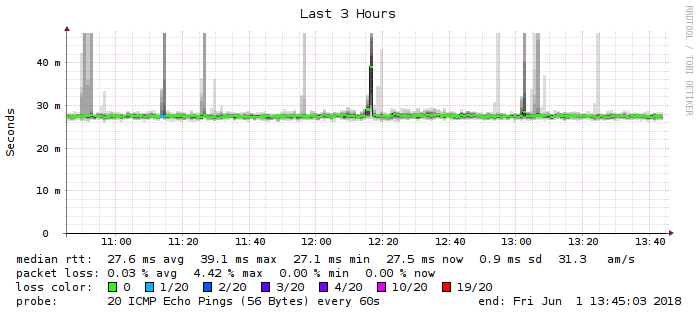 Last 3 Hours
RRDTOOL / TOBI OETIKER
Seconds
40 m
30 m
20 m
10 m
0
11:00 11:20 11:40 12:00 12:20 12:40 13:00 13:20 13:40
median rtt: 27.6 ms avg 39.1 ms max 27.1 ms min 27.5 ms now 0.9 ms sd 31.3 am/s
packet loss: 0.03 % avg 4.42 % max 0.00 % min 0.00 % now
loss color: 0 1/20 2/20 3/20 4/20 10/20 19/20
probe: 20 ICMP Echo Pings (56 Bytes) every 60s end: Fri Jun 1 13:45:03 2018